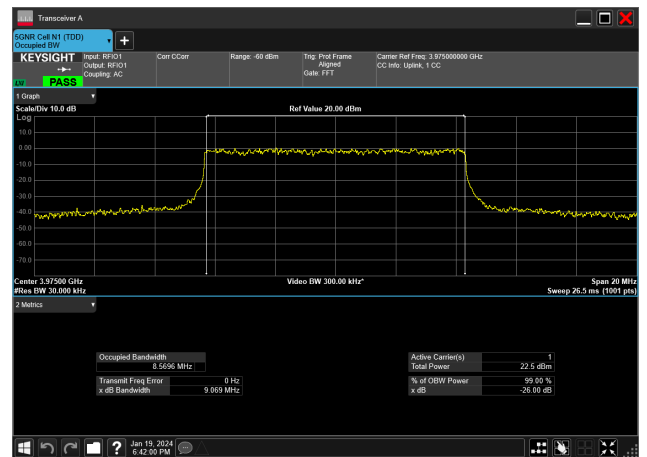 Transceiver A
5GNR Cell N1 (TDD)
Occupied BW
KEYSIGHT
PASS
Input: RFIO1
Output: RFIO1
Coupling: AC
Corr CCorr
Range: -60 dBm
Trig: Prot Frame
Aligned
Gate: FFT
Carrier Ref Freq: 3.975000000 GHz
CC Info: Uplink, 1 CC
1 Graph
Scale/Div 10.0 dB
Ref Value 20.00 dBm
Log
10.0
0.00
-10.0
-20.0
-30.0
-40.0
-50.0
-60.0
-70.0
Center 3.97500 GHz
Video BW 300.00 kHz*
Span 20 MHz
#Res BW 30.000 kHz
Sweep 26.5 ms (1001 pts)
2 Metrics
Occupied Bandwidth
8.5696 MHz
Active Carrier(s) 1
Total Power 22.5 dBm
Transmit Freq Error 0 Hz
x dB Bandwidth 9.069 MHz
% of OBW Power 99.00 %
x dB -26.00 dB
Jan 19, 2024
6:42:00 PM